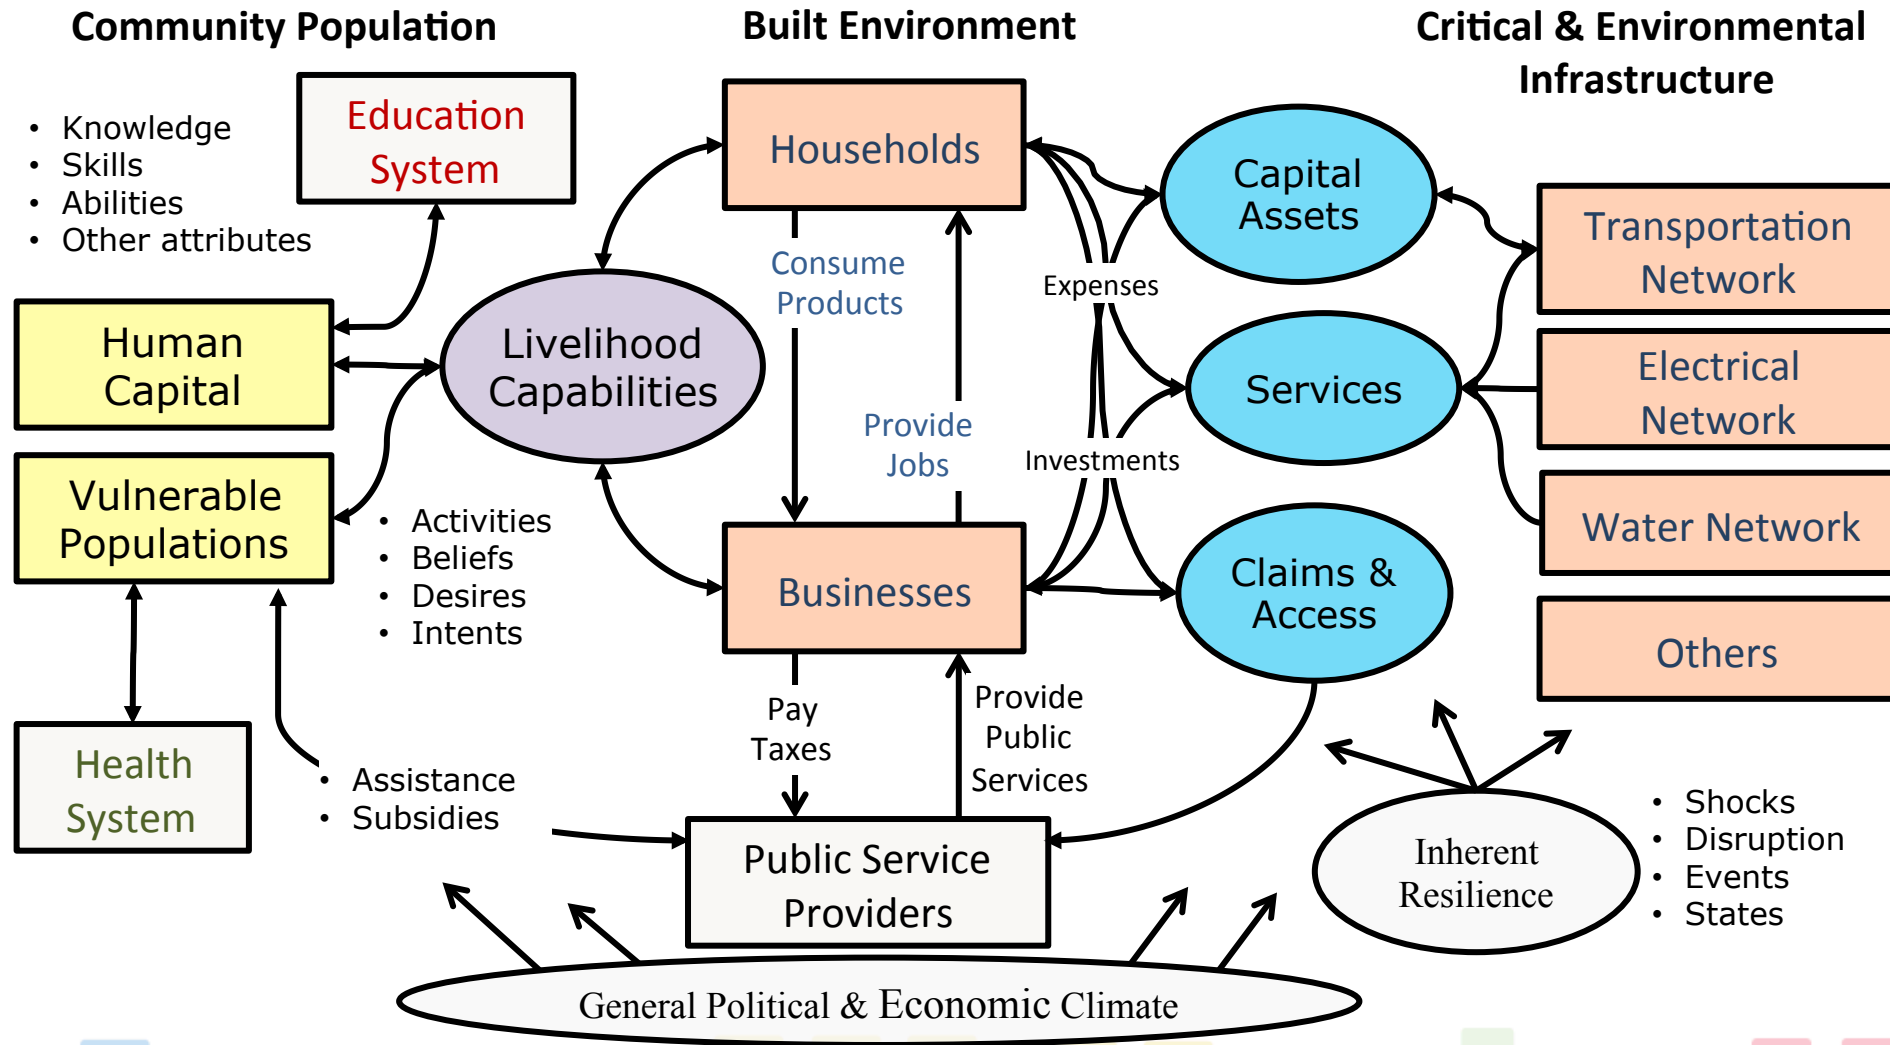 Community Population
Built Environment
Critical & Environmental
Infrastructure
• Knowledge
• Skills
• Abilities
• Other attributes
Education
System
Households
Capital
Assets
Transportation
Network
Consume
Products
Expenses
Human
Capital
Livelihood
Capabilities
Services
Electrical
Network
Provide
Jobs
Investments
Vulnerable
Populations
• Activities
• Beliefs
• Desires
• Intents
Businesses
Claims &
Access
Water Network
Others
Health
System
• Assistance
• Subsidies
Pay
Taxes
Provide
Public
Services
Public Service
Providers
Inherent
Resilience
• Shocks
• Disruption
• Events
• States
General Political & Economic Climate